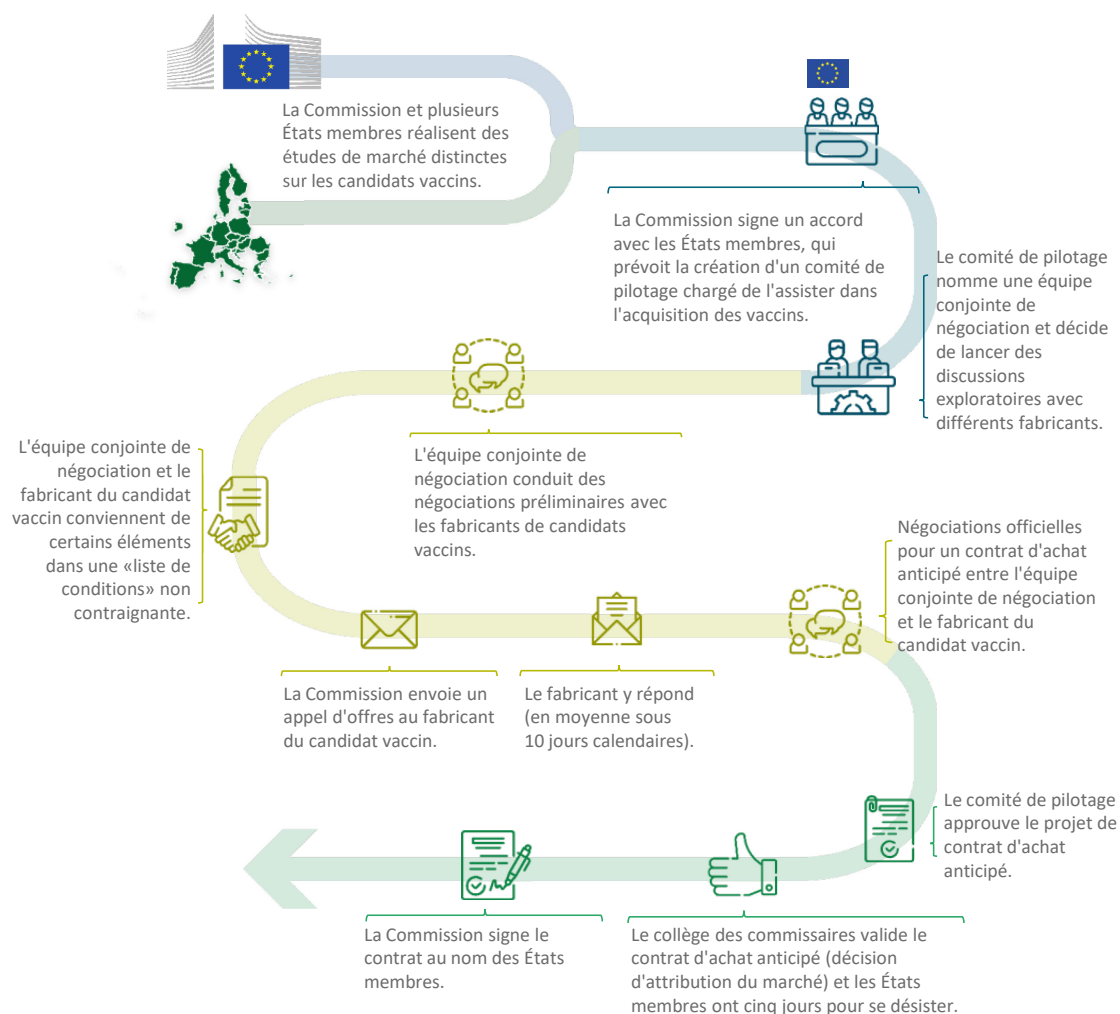 La Commission et plusieurs
États membres réalisent des
études de marché distinctes
sur les candidats vaccins.
La Commission signe un accord
avec les États membres, qui
prévoit la création d'un comité de
pilotage chargé de l'assister dans
l'acquisition des vaccins.
Le comité de pilotage
nomme une équipe
conjointe de
négociation et décide
de lancer des
discussions
exploratoires avec
différents fabricants.
L'équipe conjointe de
négociation conduit des
négociations préliminaires avec
les fabricants de candidats
vaccins.
L'équipe conjointe de
négociation et le
fabricant du candidat
vaccin conviennent de
certains éléments
dans une «liste de
conditions» non
contraignante.
La Commission envoie un
appel d'offres au fabricant
du candidat vaccin.
Le fabricant y répond
(en moyenne sous
10 jours calendaires).
Négociations officielles
pour un contrat d'achat
anticipé entre l'équipe
conjointe de négociation
et le fabricant du
candidat vaccin.
Le comité de pilotage
approuve le projet de
contrat d'achat
anticipé.
Le collège des commissaires valide le
contrat d'achat anticipé (décision
d'attribution du marché) et les États
membres ont cinq jours pour se désister.
La Commission signe le
contrat au nom des États
membres.